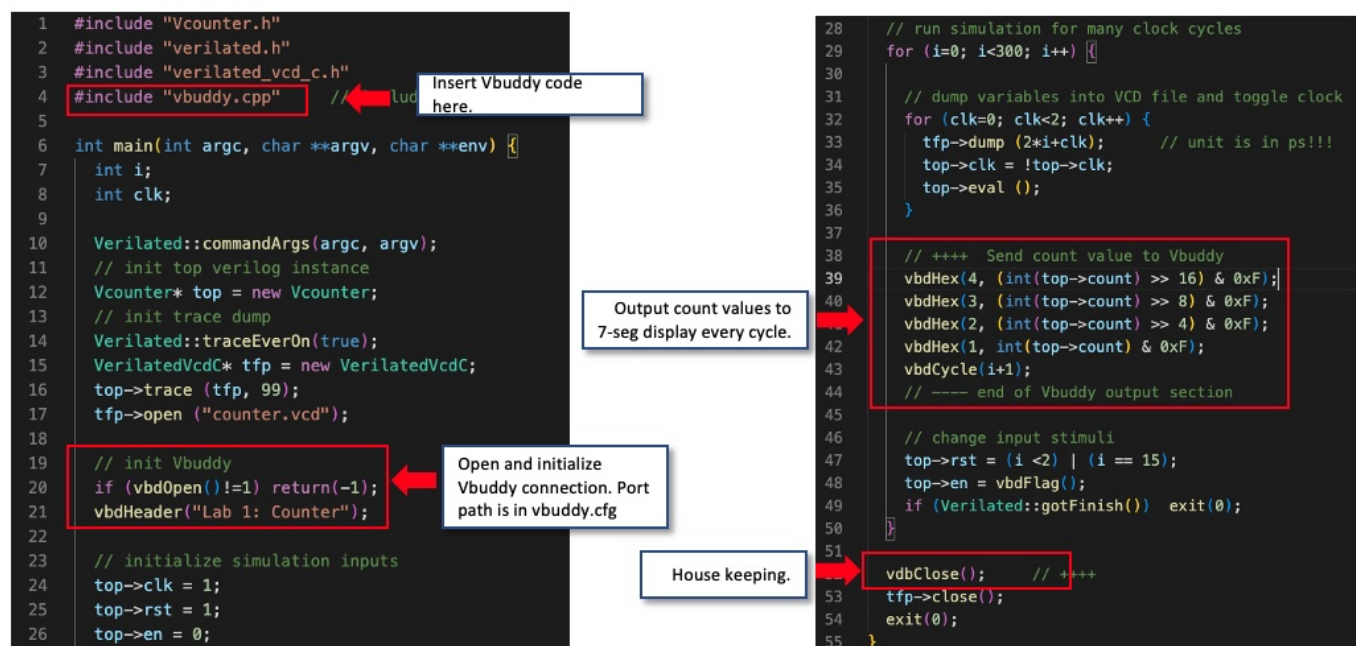 1 #include "Vcounter.h"
2 #include "verilated.h"
3 #include "verilated_vcd_c.h"
4 #include "vbuddy.cpp" //
5
6 int main(int argc, char **argv, char **env) {
7 int i;
8 int clk;
9
10 Verilated::commandArgs(argc, argv);
11 // init top verilog instance
12 Vcounter* top = new Vcounter;
13 // init trace dump
14 Verilated::traceEverOn(true);
15 VerilatedVcdC* tfp = new VerilatedVcdC;
16 top->trace (tfp, 99);
17 tfp->open ("counter.vcd");
18
19 // init Vbuddy
20 if (vbdOpen()!=1) return(-1);
21 vbdHeader("Lab 1: Counter");
22
23 // initialize simulation inputs
24 top->clk = 1;
25 top->rst = 1;
26 top->en = 0;
Insert Vbuddy code
here.
Open and initialize
Vbuddy connection. Port
path is in vbuddy.cfg
28 // run simulation for many clock cycles
29 for (i=0; i<300; i++) {
30
31 // dump variables into VCD file and toggle clock
32 for (clk=0; clk<2; clk++) {
33 tfp->dump (2*i+clk); // unit is in ps!!!
34 top->clk = !top->clk;
35 top->eval ();
36 }
37
38 // ++++ Send count value to Vbuddy
39 vbdHex(4, (int(top->count) >> 16) & 0xF);
40 vbdHex(3, (int(top->count) >> 8) & 0xF);
vbdHex(2, (int(top->count) >> 4) & 0xF);
42 vbdHex(1, int(top->count) & 0xF);
43 vbdCycle(i+1);
44 // ---- end of Vbuddy output section
45
46 // change input stimuli
47 top->rst = (i <2) | (i == 15);
48 top->en = vbdFlag();
49 if (Verilated::gotFinish()) exit(0);
50 }
51
vdbClose(); // ++++
53 tfp->close();
54 exit(0);
55 }
Output count values to
7-seg display every cycle.
House keeping.